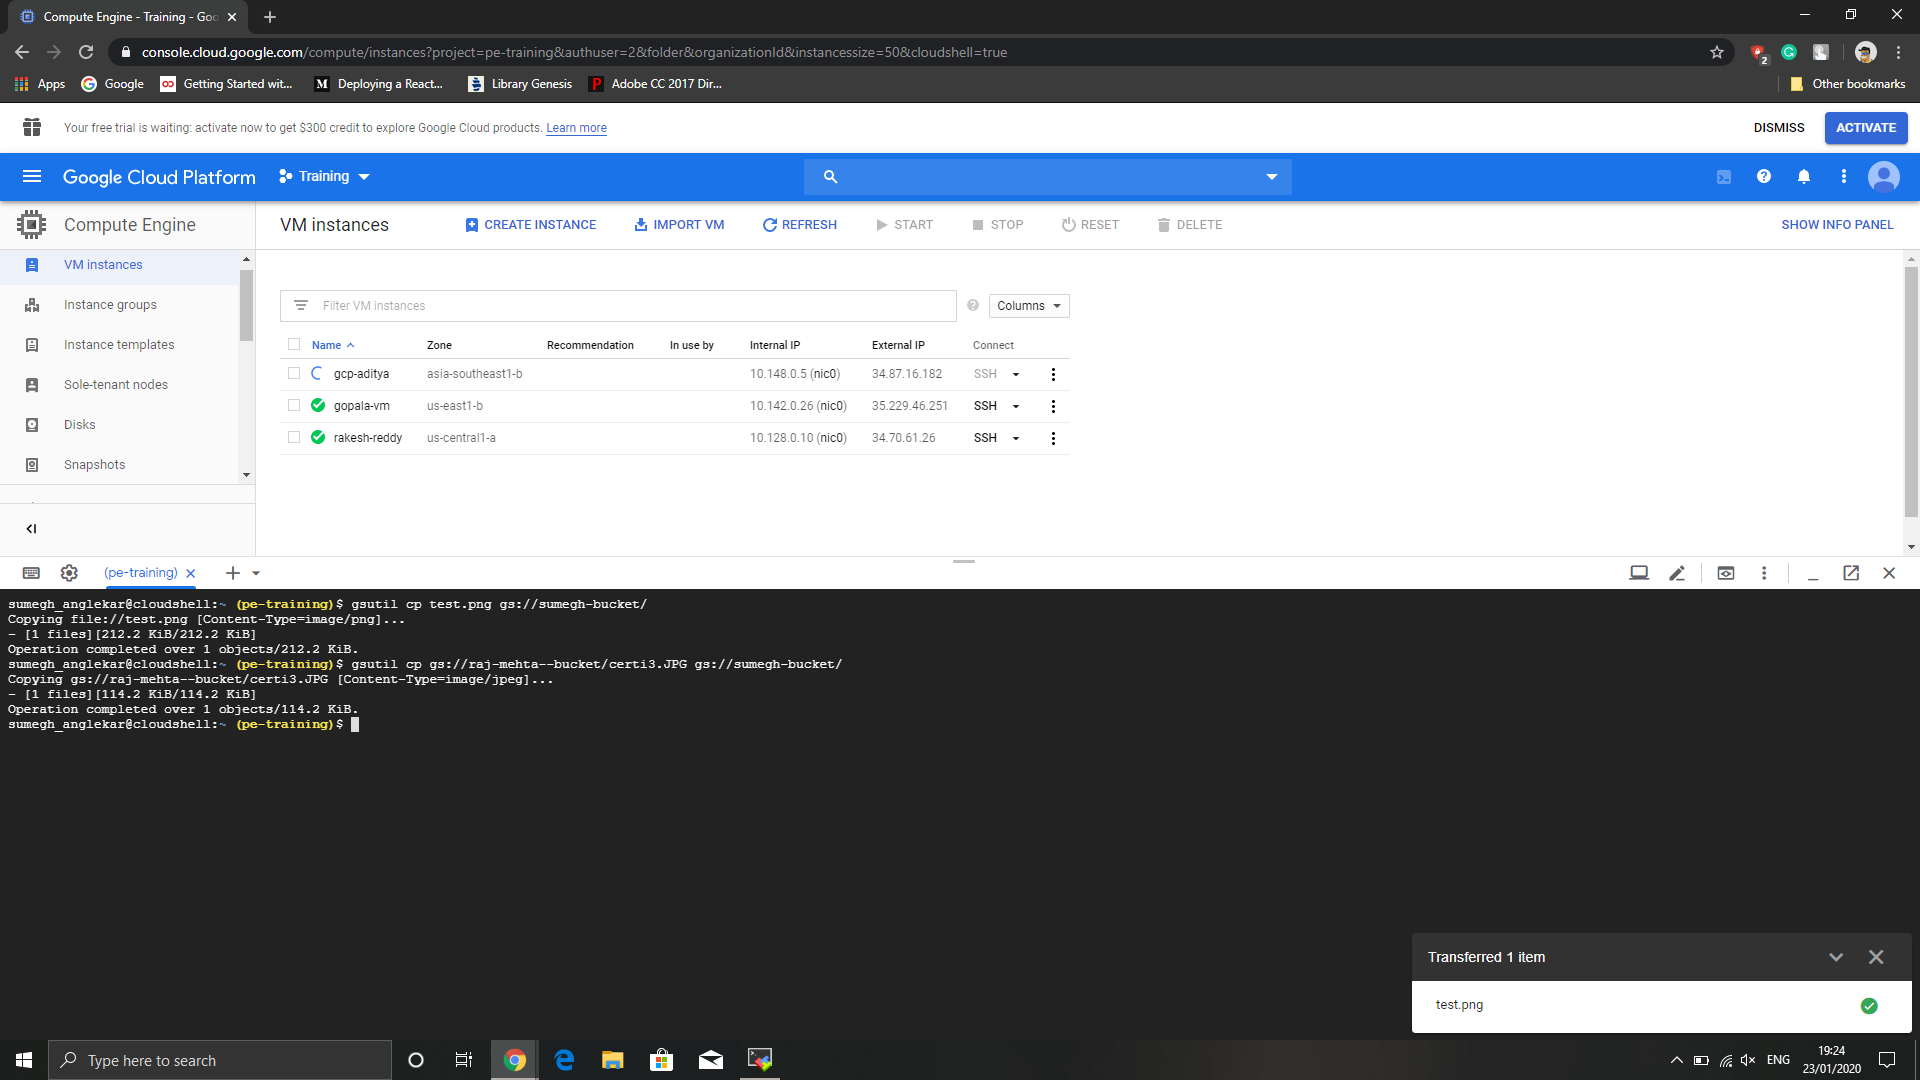 Compute Engine - Training - Goo
console.cloud.google.com/compute/instances?project=pe-training&authuser=2&folder&organizationId&instancessize=50&cloudshell=true
2
Apps Google Getting Started wit... Deploying a React... Library Genesis Adobe CC 2017 Dir... Other bookmarks
Your free trial is waiting: activate now to get $300 credit to explore Google Cloud products. Learn more DISMISS ACTIVATE
Google Cloud Platform Training
Compute Engine VM instances CREATE INSTANCE IMPORT VM REFRESH START STOP RESET DELETE SHOW INFO PANEL
VM instances
Instance groups
Instance templates
Sole-tenant nodes
Disks
Snapshots
Filter VM instances Columns
Name Zone Recommendation In use by Internal IP External IP Connect
gcp-aditya asia-southeast1-b 10.148.0.5 (nic0) 34.87.16.182 SSH
gopala-vm us-east1-b 10.142.0.26 (nic0) 35.229.46.251 SSH
rakesh-reddy us-central1-a 10.128.0.10 (nic0) 34.70.61.26 SSH
(pe-training)
sumegh_anglekar@cloudshell:~ (pe-training)$ gsutil cp test.png gs://sumegh-bucket/
Copying file://test.png [Content-Type=image/png]...
- [1 files][212.2 KiB/212.2 KiB]
Operation completed over 1 objects/212.2 KiB.
sumegh_anglekar@cloudshell:~ (pe-training)$ gsutil cp gs://raj-mehta--bucket/certi3.JPG gs://sumegh-bucket/
Copying gs://raj-mehta--bucket/certi3.JPG [Content-Type=image/jpeg]...
- [1 files][114.2 KiB/114.2 KiB]
Operation completed over 1 objects/114.2 KiB.
sumegh_anglekar@cloudshell:~ (pe-training)$
Transferred 1 item
test.png
Type here to search
ENG
19:24
23/01/2020